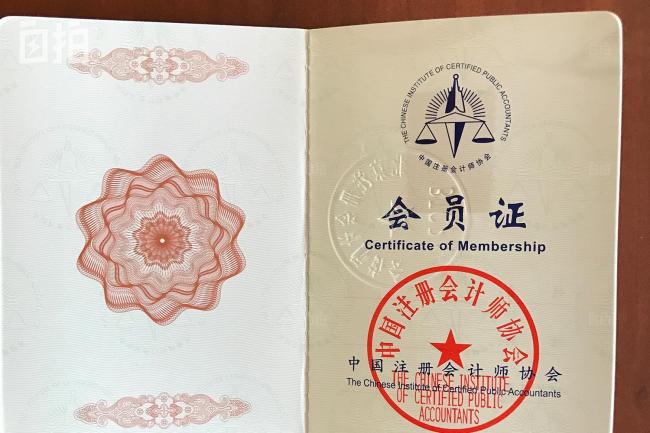 自拍
THE CHINESE INSTITUTE OF CERTIFIED PUBLIC ACCOUNTANTS
中国注册会计师协会
会员证
Certificate of Membership
中国注册会计师协会
中国注册会计师协会
The Chinese Institute of Certified Public Accountants
THE CHINESE INSTITUTE
OF CERTIFIED PUBLIC
ACCOUNTANTS